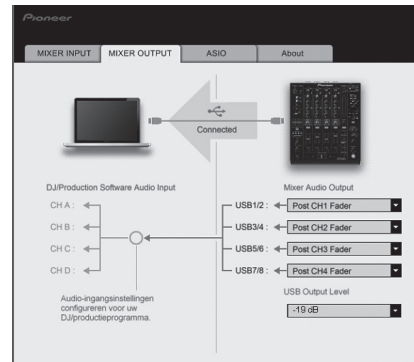 Pioneer
MIXER INPUT
MIXER OUTPUT
ASIO
About
Connected
DJ/Production Software Audio Input
Mixer Audio Output
CH A :
USB1/2 :
Post CH1 Fader
CH B :
USB3/4 :
Post CH2 Fader
CH C :
USB5/6 :
Post CH3 Fader
CH D :
USB7/8 :
Post CH4 Fader
Audio-ingangsinstellingen
configureren voor uw
DJ/productieprogramma.
USB Output Level
-19 dB